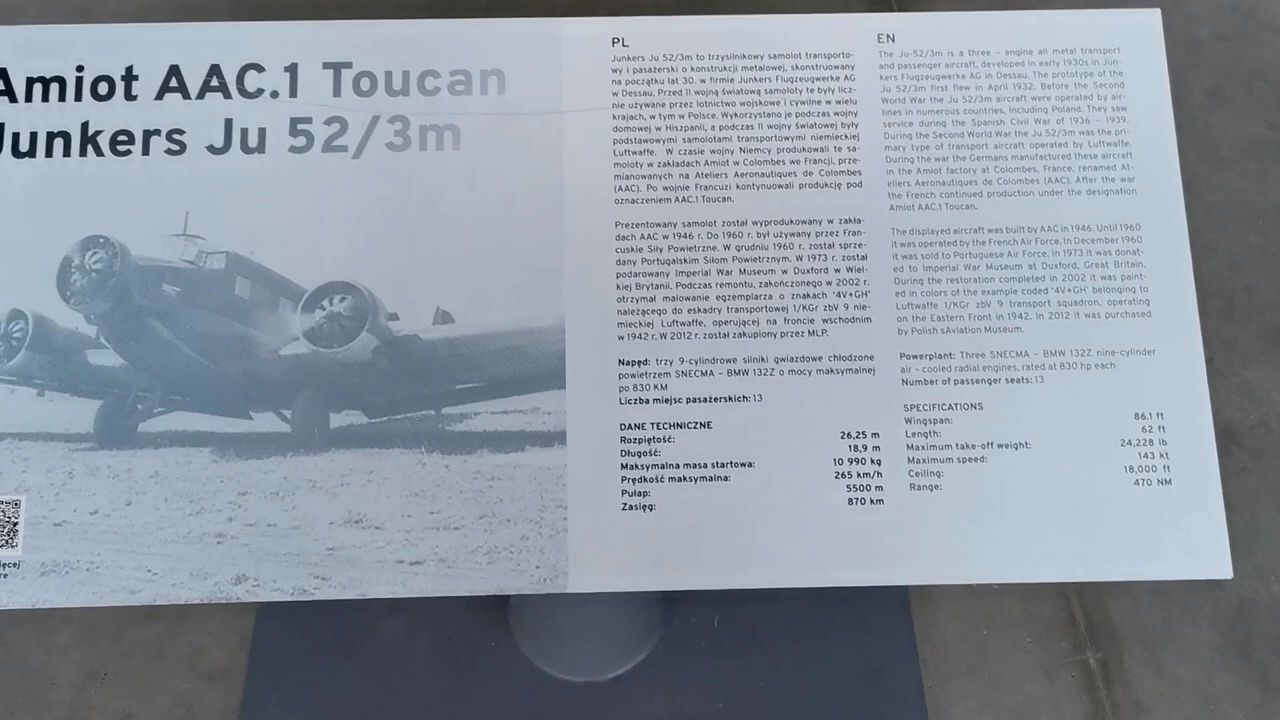 Amiot AAC.1 Toucan
Junkers Ju 52/3m
PL
Junkers Ju 52/3m to trzysilnikowy samolot transporto-
wy i pasażerski o konstrukcji metalowej, skonstruowany
na początku lat 30. w firmie Junkers Flugzeugwerke AG
w Dessau. Przed II wojną światową samoloty te były licz-
nie używane przez lotnictwo wojskowe i cywilne w wielu
krajach, w tym w Polsce. Wykorzystano je podczas wojny
domowej w Hiszpanii, a podczas II wojny światowej były
podstawowymi samolotami transportowymi niemieckiej
Luftwaffe. W czasie wojny Niemcy produkowali te sa-
moloty w zakładach Amiot w Colombes we Francji, prze-
mianowanych na Ateliers Aeronautiques de Colombes
(AAC). Po wojnie Francuzi kontynuowali produkcję pod
oznaczeniem AAC.1 Toucan.
Prezentowany samolot został wyprodukowany w zakła-
dach AAC w 1946 r. Do 1960 r. był używany przez Fran-
cuskie Siły Powietrzne. W grudniu 1960 r. został sprze-
dany Portugalskim Siłom Powietrznym. W 1973 r. został
podarowany Imperial War Museum w Duxford w Wiel-
kiej Brytanii. Podczas remontu, zakończonego w 2002 r.
otrzymał malowanie egzemplarza o znakach '4V+GH'
należącego do eskadry transportowej 1/KGr zbV 9 nie-
mieckiej Luftwaffe, operującej na froncie wschodnim
w 1942 r. W 2012 r. został zakupiony przez MLP.
Napęd: trzy 9-cylindrowe silniki gwiazdowe chłodzone
powietrzem SNECMA – BMW 132Z o mocy maksymalnej
po 830 KM
Liczba miejsc pasażerskich: 13
DANE TECHNICZNE
Rozpiętość: 26,25 m
Długość: 18,9 m
Maksymalna masa startowa: 10 990 kg
Prędkość maksymalna: 265 km/h
Pułap: 5500 m
Zasięg: 870 km
EN
The Ju-52/3m is a three – engine all metal transport
and passenger aircraft, developed in early 1930s in Jun-
kers Flugzeugwerke AG in Dessau. The prototype of the
Ju 52/3m first flew in April 1932. Before the Second
World War the Ju 52/3m aircraft were operated by air-
lines in numerous countries, including Poland. They saw
service during the Spanish Civil War of 1936 – 1939.
During the Second World War the Ju 52/3m was the pri-
mary type of transport aircraft operated by Luftwaffe.
During the war the Germans manufactured these aircraft
in the Amiot factory at Colombes, France, renamed At-
eliers Aeronautiques de Colombes (AAC). After the war
the French continued production under the designation
Amiot AAC.1 Toucan.
The displayed aircraft was built by AAC in 1946. Until 1960
it was operated by the French Air Force. In December 1960
it was sold to Portuguese Air Force. In 1973 it was donat-
ed to Imperial War Museum at Duxford, Great Britain.
During the restoration completed in 2002 it was paint-
ed in colors of the example coded '4V+GH' belonging to
Luftwaffe 1/KGr zbV 9 transport squadron, operating
on the Eastern Front in 1942. In 2012 it was purchased
by Polish sAviation Museum.
Powerplant: Three SNECMA – BMW 132Z nine-cylinder
air – cooled radial engines, rated at 830 hp each
Number of passenger seats: 13
SPECIFICATIONS
Wingspan: 86.1 ft
Length: 62 ft
Maximum take-off weight: 24,228 lb
Maximum speed: 143 kt
Ceiling: 18,000 ft
Range: 470 NM